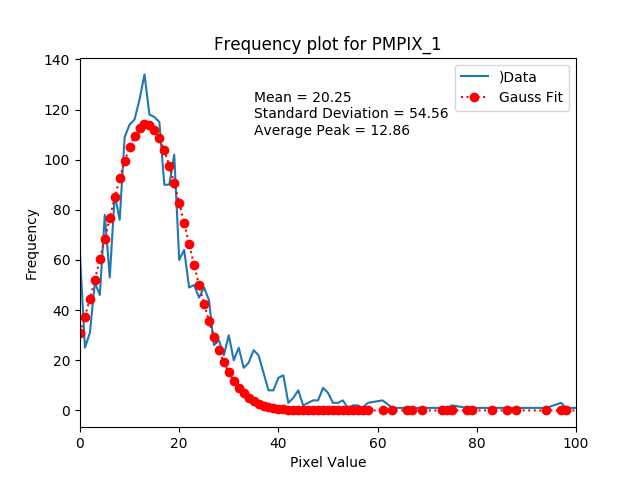 Frequency plot for PMPIX_1
140
120
100
80
60
40
20
0
Frequency
Mean = 20.25
Standard Deviation = 54.56
Average Peak = 12.86
)Data
Gauss Fit
0 20 40 60 80 100
Pixel Value